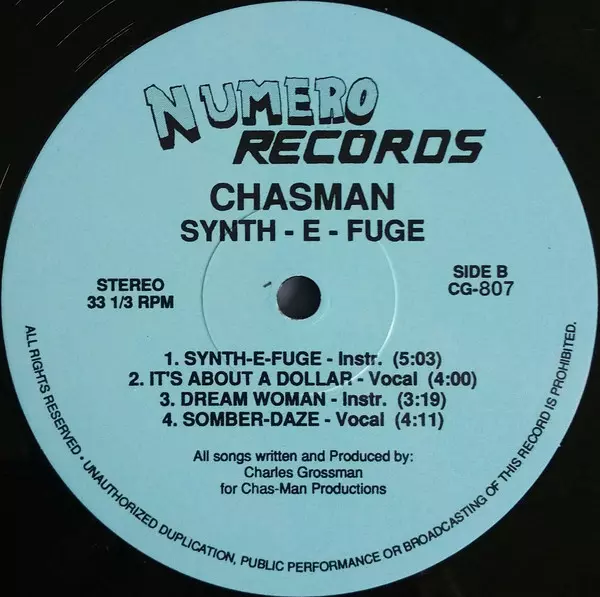 NUMERO
RECORDS
CHASMAN
SYNTH - E - FUGE
STEREO
33 1/3 RPM
SIDE B
CG-807
1. SYNTH-E-FUGE - Instr. (5:03)
2. IT'S ABOUT A DOLLAR - Vocal (4:00)
3. DREAM WOMAN - Instr. (3:19)
4. SOMBER-DAZE - Vocal (4:11)
All songs written and Produced by:
Charles Grossman
for Chas-Man Productions
ALL RIGHTS RESERVED • UNAUTHORIZED DUPLICATION, PUBLIC PERFORMANCE OR BROADCASTING OF THIS RECORD IS PROHIBITED.